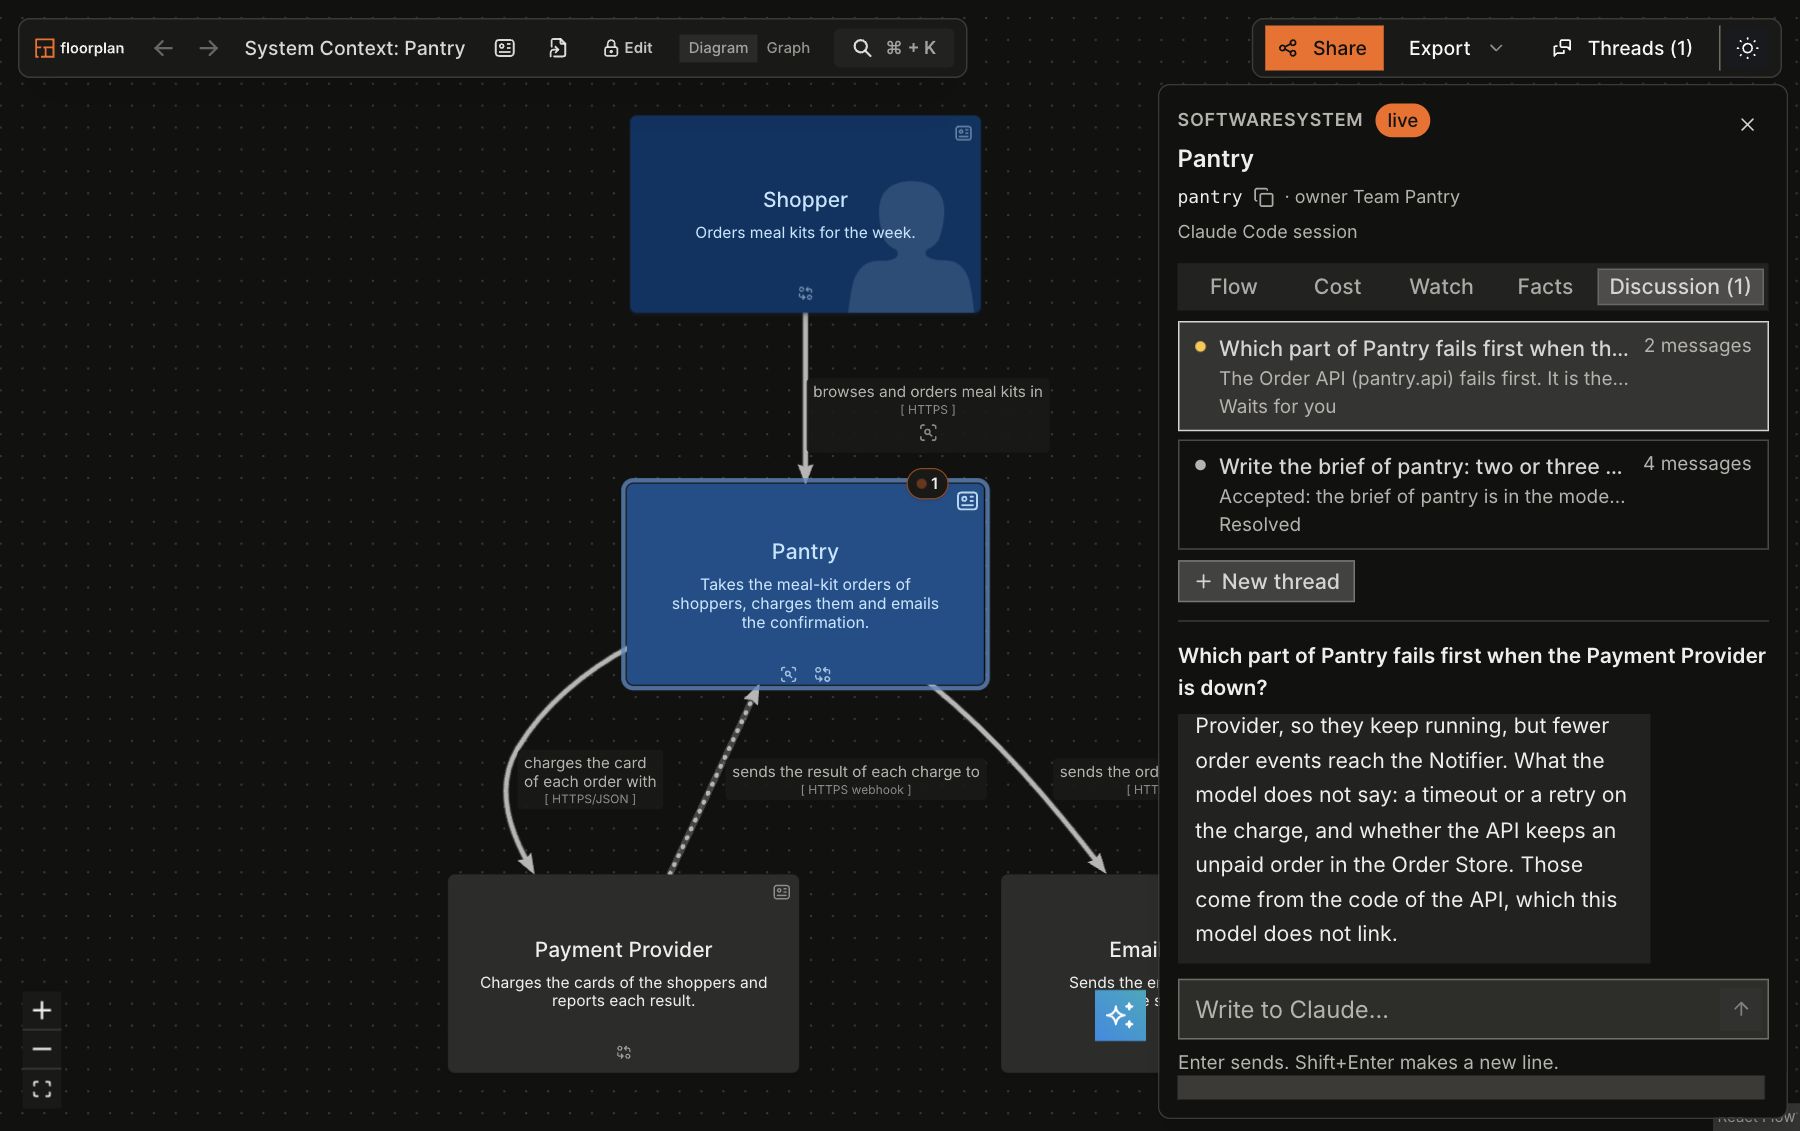 floorplan
System Context: Pantry
Edit
Diagram
Graph
⌘ + K
Share
Export
Threads (1)
Shopper
Orders meal kits for the week.
browses and orders meal kits in
[ HTTPS ]
1
Pantry
Takes the meal-kit orders of
shoppers, charges them and emails
the confirmation.
charges the card
of each order with
[ HTTPS/JSON ]
sends the result of each charge to
[ HTTPS webhook ]
sends the ord
[ HTT
Payment Provider
Charges the cards of the shoppers and
reports each result.
Emai
Sends the e
SOFTWARESYSTEM
live
Pantry
pantry · owner Team Pantry
Claude Code session
Flow
Cost
Watch
Facts
Discussion (1)
Which part of Pantry fails first when th...
2 messages
The Order API (pantry.api) fails first. It is the...
Waits for you
Write the brief of pantry: two or three ...
4 messages
Accepted: the brief of pantry is in the mode...
Resolved
+ New thread
Which part of Pantry fails first when the Payment Provider
is down?
Provider, so they keep running, but fewer
order events reach the Notifier. What the
model does not say: a timeout or a retry on
the charge, and whether the API keeps an
unpaid order in the Order Store. Those
come from the code of the API, which this
model does not link.
Write to Claude...
Enter sends. Shift+Enter makes a new line.
React Flow